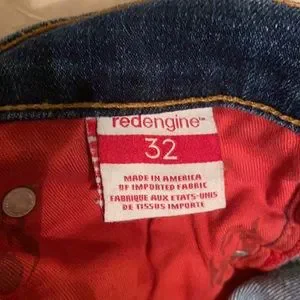 redengine™
32
MADE IN AMERICA
OF IMPORTED FABRIC
FABRIQUE AUX ETATS-UNIS
DE TISSUS IMPORTE